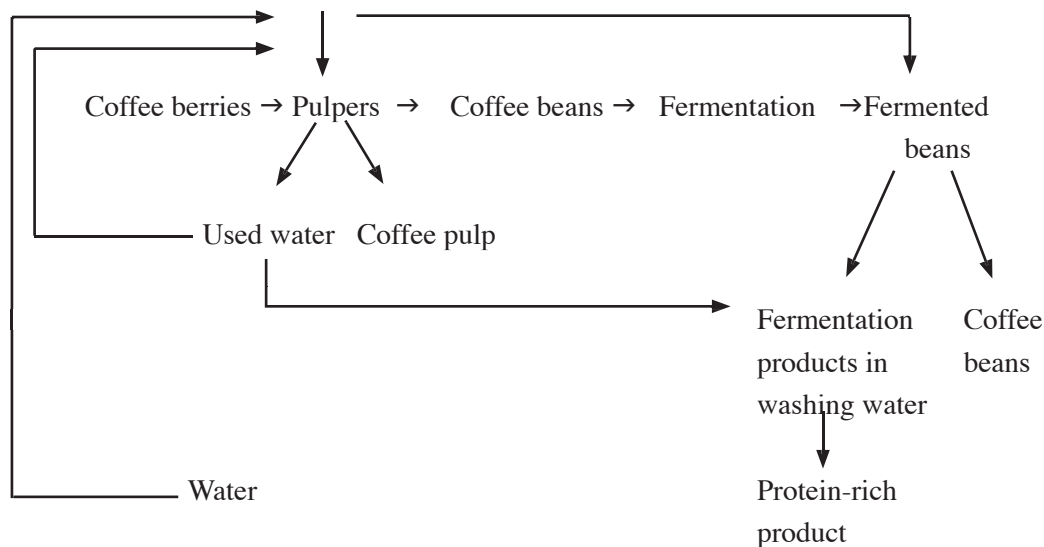 Coffee berries → Pulpers → Coffee beans → Fermentation → Fermented
beans
Used water Coffee pulp
Fermentation
products in
washing water
Coffee
beans
Water
Protein-rich
product